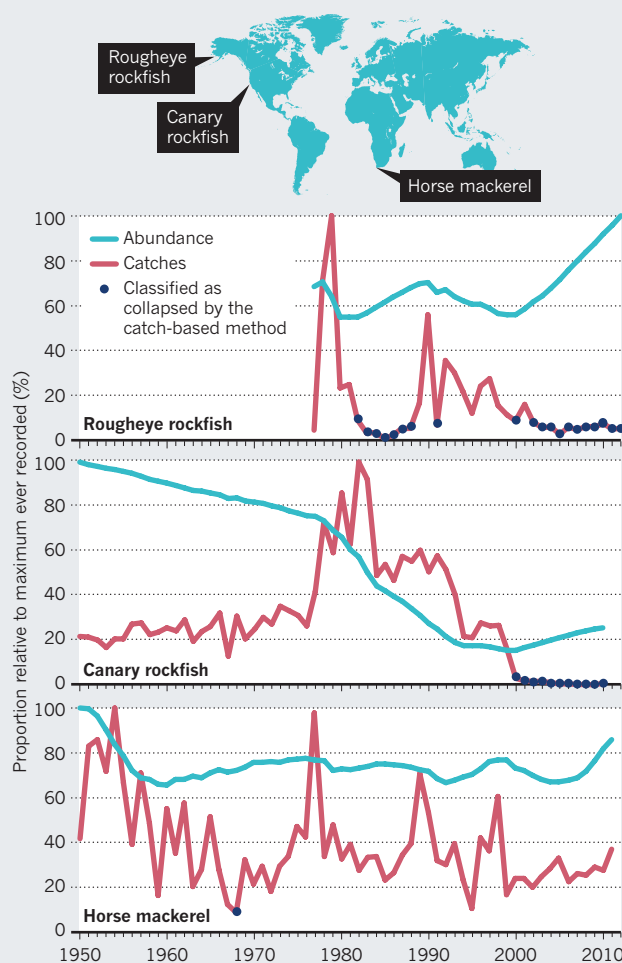 Rougheye
rockfish
Canary
rockfish
Horse mackerel
Proportion relative to maximum ever recorded (%)
100
80
60
40
20
0
Abundance
Catches
Classified as
collapsed by the
catch-based method
Rougheye rockfish
100
80
60
40
20
0
Canary rockfish
100
80
60
40
20
0
Horse mackerel
1950 1960 1970 1980 1990 2000 2010